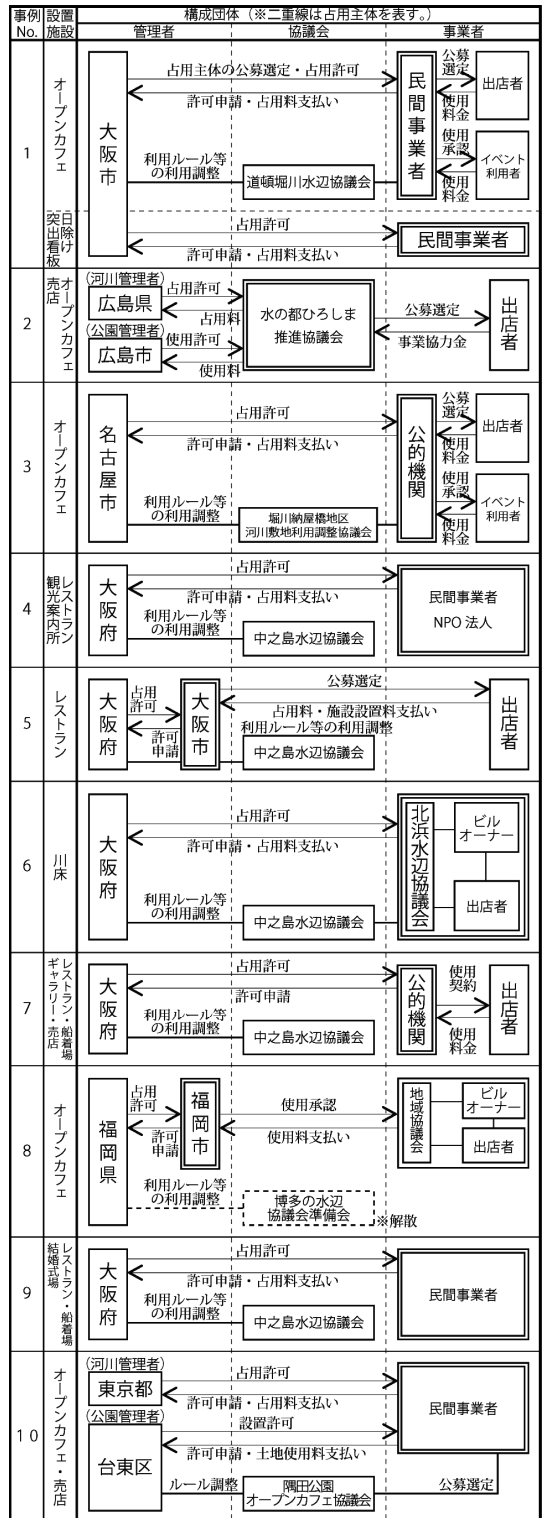 事例No. 設置施設 構成団体（※二重線は占用主体を表す。）
管理者 協議会 事業者
1
オープンカフェ
大阪市
占用主体の公募選定・占用許可
許可申請・占用料支払い
利用ルール等の利用調整
道頓堀川水辺協議会
民間事業者
公募選定
使用料金
出店者
使用承認
使用料金
イベント利用者
日除け突出看板
占用許可
許可申請・占用料支払い
民間事業者
2
オープンカフェ売店
(河川管理者)
広島県
占用許可
占用料
(公園管理者)
広島市
使用許可
使用料
水の都ひろしま推進協議会
公募選定
事業協力金
出店者
3
オープンカフェ
名古屋市
占用許可
許可申請・占用料支払い
利用ルール等の利用調整
堀川納屋橋地区
河川敷地利用調整協議会
公的機関
公募選定
使用料金
出店者
使用承認
使用料金
イベント利用者
4
レストラン観光案内所
大阪府
占用許可
許可申請・占用料支払い
利用ルール等の利用調整
中之島水辺協議会
民間事業者
NPO法人
5
レストラン
大阪府
占用許可
許可申請
大阪市
公募選定
占用料・施設設置料支払い
利用ルール等の利用調整
中之島水辺協議会
出店者
6
川床
大阪府
占用許可
許可申請・占用料支払い
利用ルール等の利用調整
中之島水辺協議会
北浜水辺協議会
ビルオーナー
出店者
7
レストラン・船着場
ギャラリー・売店
大阪府
占用許可
許可申請
利用ルール等の利用調整
中之島水辺協議会
公的機関
使用契約
使用料金
出店者
8
オープンカフェ
福岡県
占用許可
許可申請
福岡市
使用承認
使用料支払い
利用ルール等の利用調整
博多の水辺協議会準備会
※解散
地域協議会
ビルオーナー
出店者
9
レストラン・船着場
結婚式場
大阪府
占用許可
許可申請・占用料支払い
利用ルール等の利用調整
中之島水辺協議会
民間事業者
10
オープンカフェ・売店
(河川管理者)
東京都
占用許可
許可申請・占用料支払い
(公園管理者)
台東区
設置許可
許可申請・土地使用料支払い
ルール調整
隅田公園
オープンカフェ協議会
公募選定
民間事業者